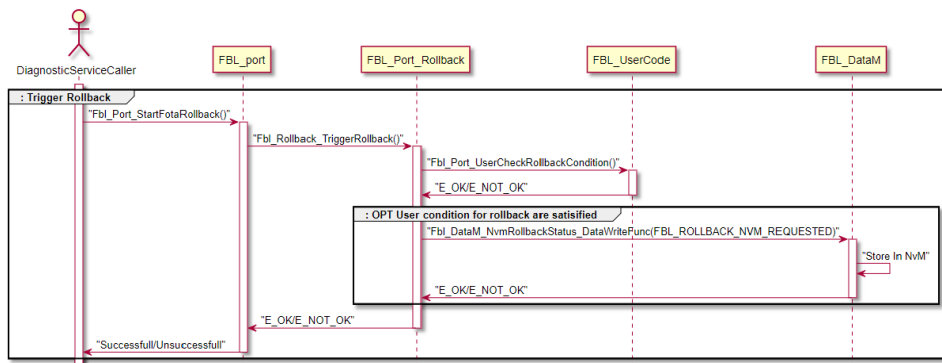 DiagnosticServiceCaller
FBL_port
FBL_Port_Rollback
FBL_UserCode
FBL_DataM
: Trigger Rollback
"Fbl_Port_StartFotaRollback()"
"Fbl_Rollback_TriggerRollback()"
"Fbl_Port_UserCheckRollbackCondition()"
"E_OK/E_NOT_OK"
: OPT User condition for rollback are satisified
"Fbl_DataM_NvmRollbackStatus_DataWriteFunc(FBL_ROLLBACK_NVM_REQUESTED)"
"Store In NvM"
"E_OK/E_NOT_OK"
"E_OK/E_NOT_OK"
"Successfull/Unsuccessfull"